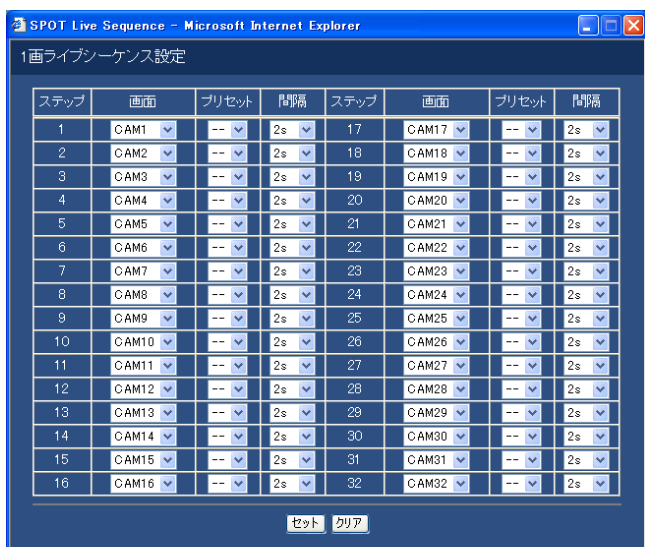 SPOT Live Sequence - Microsoft Internet Explorer
1画ライブシーケンス設定
ステップ 画面 プリセット 間隔 ステップ 画面 プリセット 間隔
1 CAM1 -- 2s 17 CAM17 -- 2s
2 CAM2 -- 2s 18 CAM18 -- 2s
3 CAM3 -- 2s 19 CAM19 -- 2s
4 CAM4 -- 2s 20 CAM20 -- 2s
5 CAM5 -- 2s 21 CAM21 -- 2s
6 CAM6 -- 2s 22 CAM22 -- 2s
7 CAM7 -- 2s 23 CAM23 -- 2s
8 CAM8 -- 2s 24 CAM24 -- 2s
9 CAM9 -- 2s 25 CAM25 -- 2s
10 CAM10 -- 2s 26 CAM26 -- 2s
11 CAM11 -- 2s 27 CAM27 -- 2s
12 CAM12 -- 2s 28 CAM28 -- 2s
13 CAM13 -- 2s 29 CAM29 -- 2s
14 CAM14 -- 2s 30 CAM30 -- 2s
15 CAM15 -- 2s 31 CAM31 -- 2s
16 CAM16 -- 2s 32 CAM32 -- 2s
セット クリア